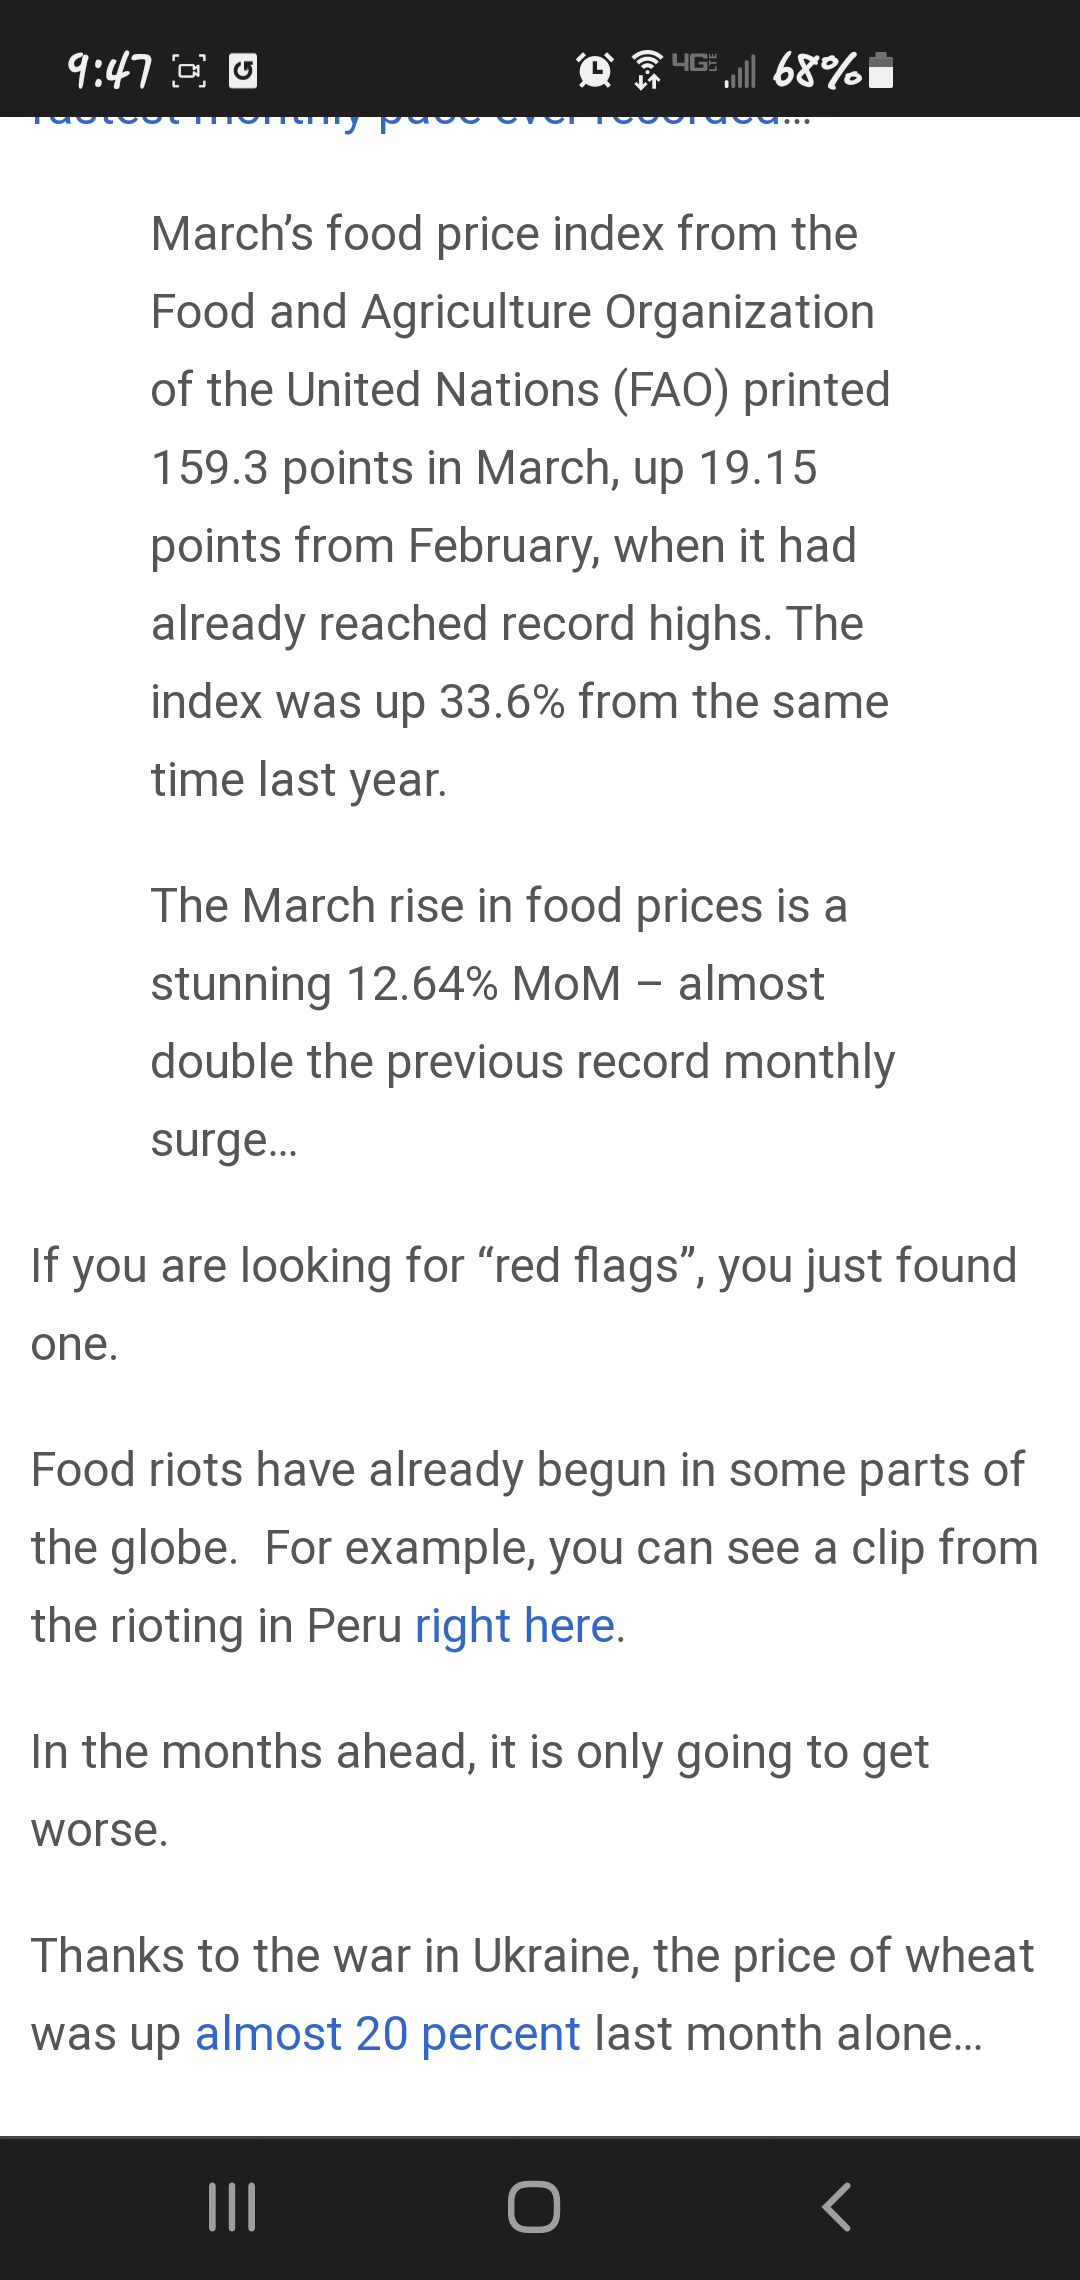 9:47 4G LTE 68%
fastest monthly pace ever recorded...
March’s food price index from the
Food and Agriculture Organization
of the United Nations (FAO) printed
159.3 points in March, up 19.15
points from February, when it had
already reached record highs. The
index was up 33.6% from the same
time last year.
The March rise in food prices is a
stunning 12.64% MoM – almost
double the previous record monthly
surge…
If you are looking for “red flags”, you just found
one.
Food riots have already begun in some parts of
the globe.  For example, you can see a clip from
the rioting in Peru right here.
In the months ahead, it is only going to get
worse.
Thanks to the war in Ukraine, the price of wheat
was up almost 20 percent last month alone…